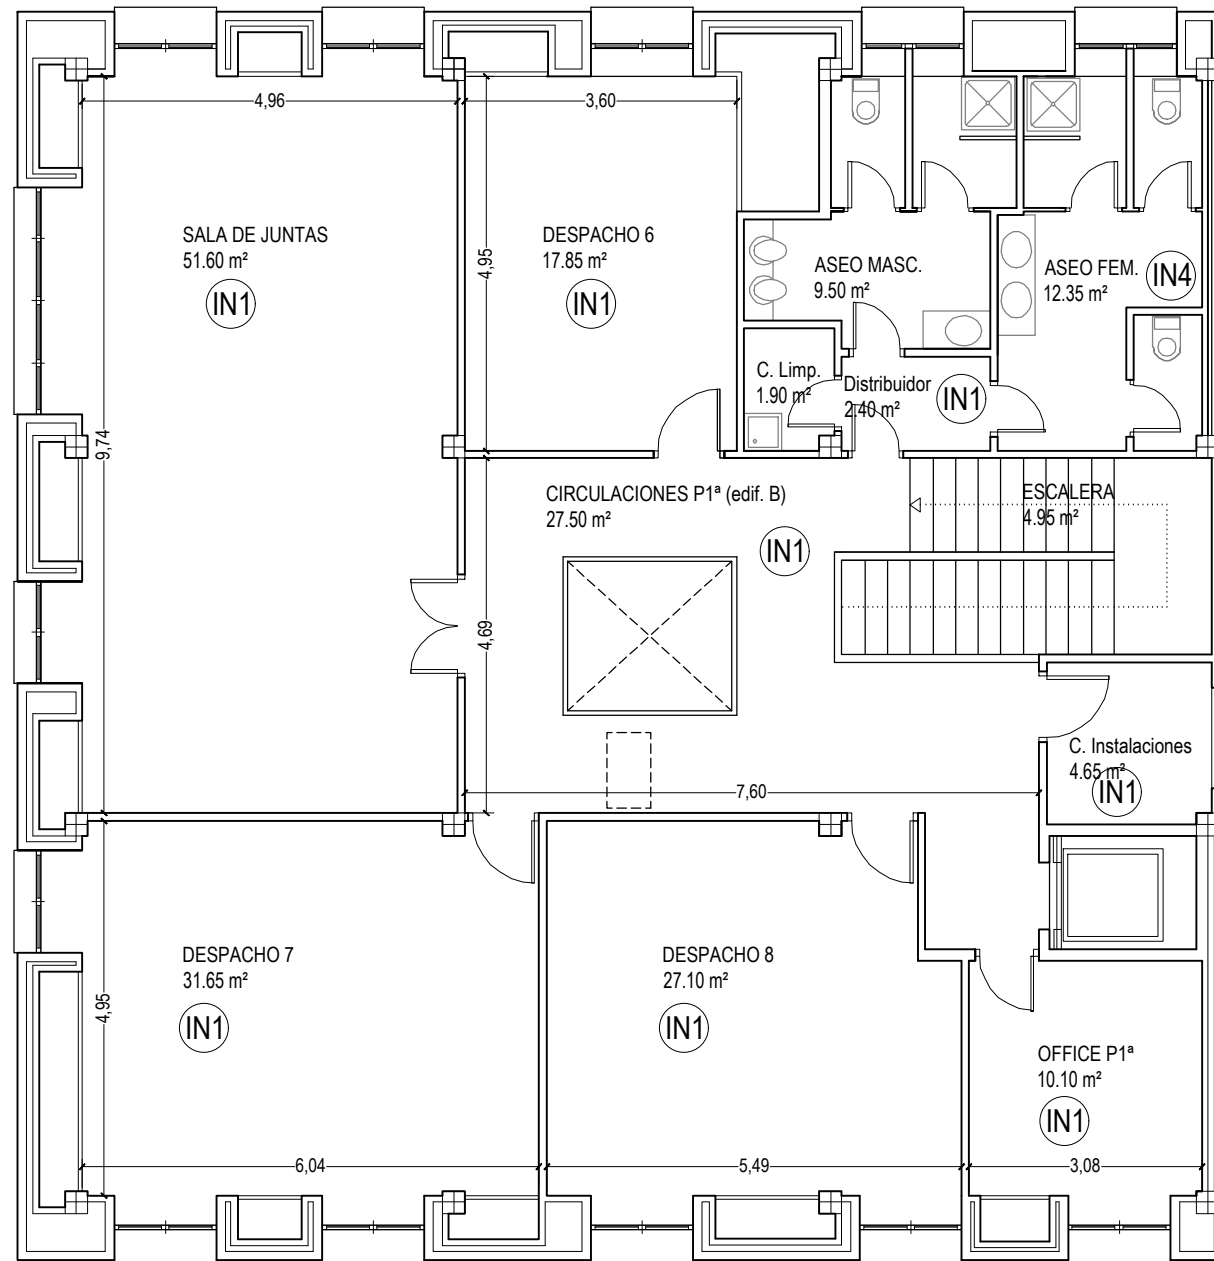 4,96
3,60
SALA DE JUNTAS
51.60 m²
IN1
4,95
DESPACHO 6
17.85 m²
IN1
ASEO MASC.
9.50 m²
ASEO FEM.
12.35 m²
IN4
C. Limp.
1.90 m²
Distribuidor
2.40 m²
IN1
9,74
CIRCULACIONES P1ª (edif. B)
27.50 m²
IN1
ESCALERA
4.95 m²
4,69
C. Instalaciones
4.65 m²
IN1
7,60
DESPACHO 7
31.65 m²
IN1
4,95
DESPACHO 8
27.10 m²
IN1
OFFICE P1ª
10.10 m²
IN1
6,04
5,49
3,08